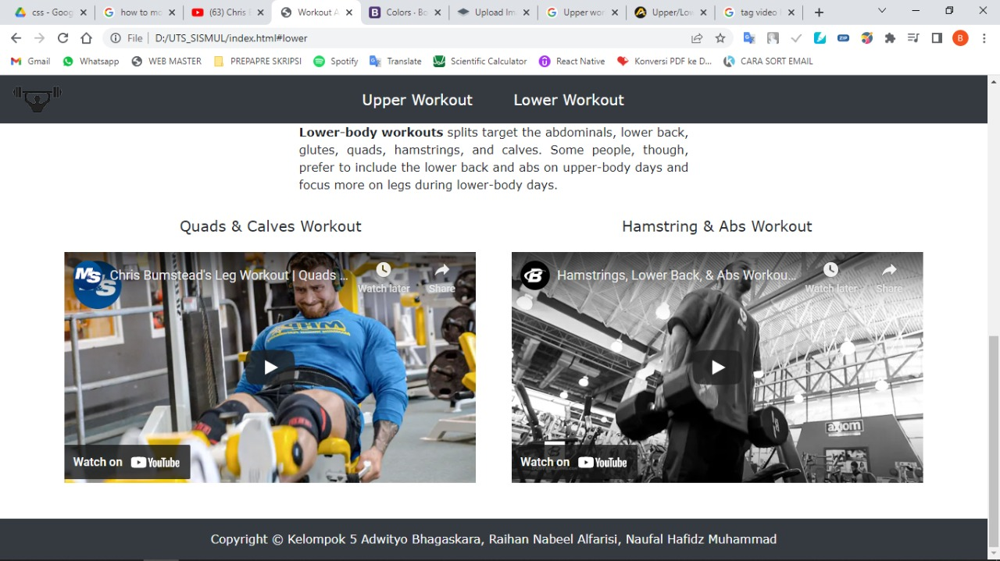 css - Goog
how to mo
(63) Chris E
Workout A
Colors · Bo
Upload Im
Upper wor
Upper/Low
tag video
File
D:/UTS_SISMUL/index.html#lower
B
Gmail
Whatsapp
WEB MASTER
PREPAPRE SKRIPSI
Spotify
Translate
Scientific Calculator
React Native
Konversi PDF ke D...
CARA SORT EMAIL
Upper Workout
Lower Workout
Lower-body workouts splits target the abdominals, lower back,
glutes, quads, hamstrings, and calves. Some people, though,
prefer to include the lower back and abs on upper-body days and
focus more on legs during lower-body days.
Quads & Calves Workout
Hamstring & Abs Workout
Chris Bumstead's Leg Workout | Quads ...
Watch later
Share
Watch on YouTube
Hamstrings, Lower Back, & Abs Workou...
Watch later
Share
axiom
Watch on YouTube
Copyright © Kelompok 5 Adwityo Bhagaskara, Raihan Nabeel Alfarisi, Naufal Hafidz Muhammad